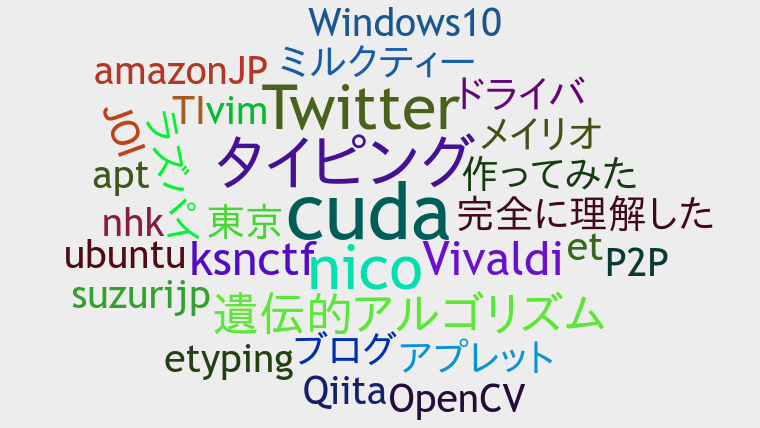 Windows10
ミルクティー
amazonJP
ドライバ
TL
vim
Twitter
JOI
ラズパイ
メイリオ
タイピング
apt
作ってみた
cuda
nhk
東京
完全に理解した
ubuntu
ksnctf
nico
Vivaldi
et
P2P
suzurijp
遺伝的アルゴリズム
etyping
ブログ
アプレット
Qiita
OpenCV